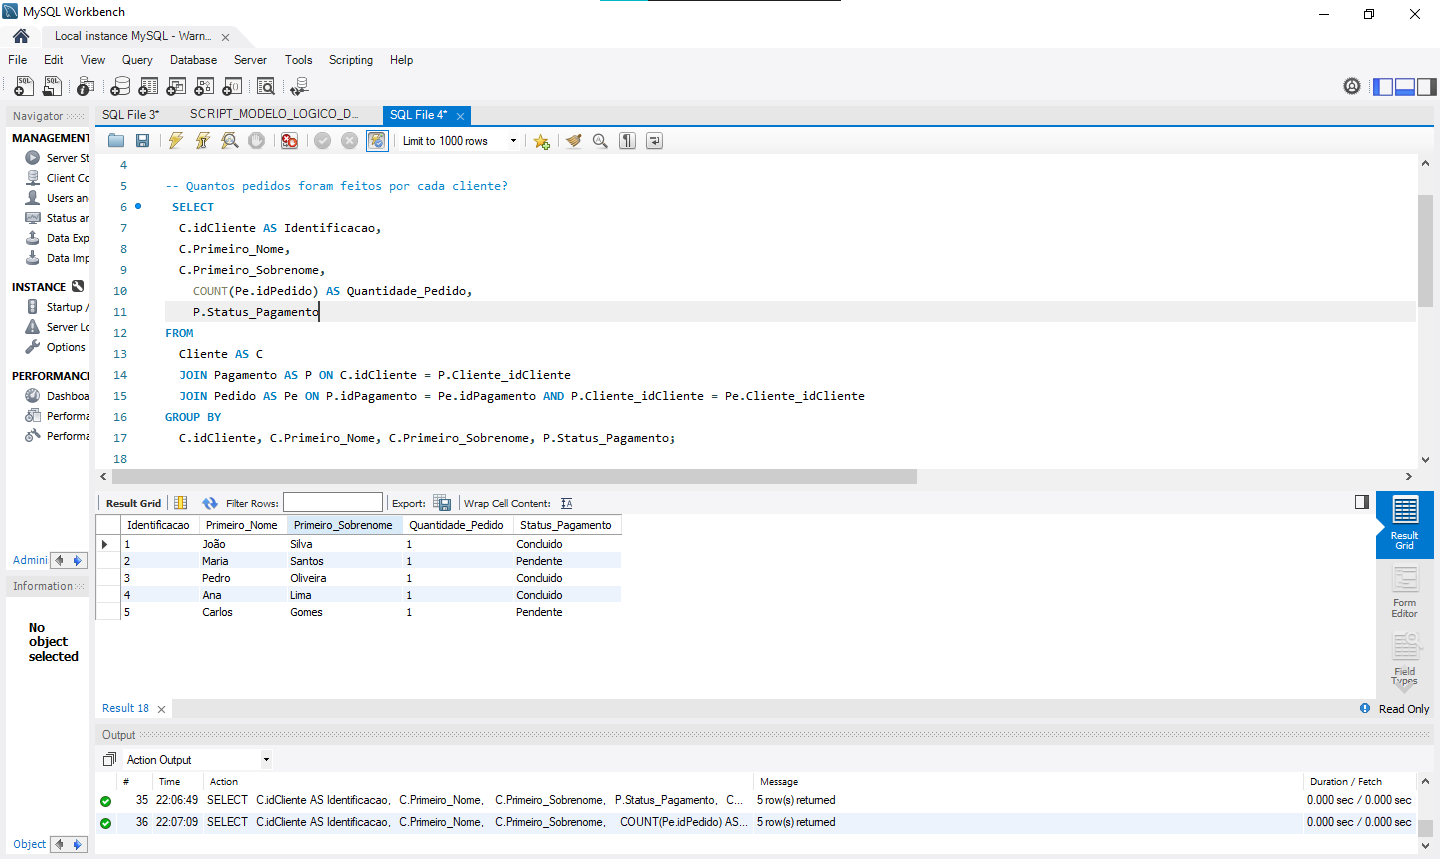 MySQL Workbench
Local instance MySQL - Warn...
File Edit View Query Database Server Tools Scripting Help
Navigator
SQL File 3*
SCRIPT_MODELO_LOGICO_D...
SQL File 4*
MANAGEMENT
Server St
Client Co
Users an
Status ar
Data Exp
Data Imp
INSTANCE
Startup /
Server Lo
Options
PERFORMANC
Dashboa
Performa
Performa
Admini
Information
No
object
selected
Object
Limit to 1000 rows
4
5 -- Quantos pedidos foram feitos por cada cliente?
6 SELECT
7 C.idCliente AS Identificacao,
8 C.Primeiro_Nome,
9 C.Primeiro_Sobrenome,
10 COUNT(Pe.idPedido) AS Quantidade_Pedido,
11 P.Status_Pagamento
12 FROM
13 Cliente AS C
14 JOIN Pagamento AS P ON C.idCliente = P.Cliente_idCliente
15 JOIN Pedido AS Pe ON P.idPagamento = Pe.idPagamento AND P.Cliente_idCliente = Pe.Cliente_idCliente
16 GROUP BY
17 C.idCliente, C.Primeiro_Nome, C.Primeiro_Sobrenome, P.Status_Pagamento;
18
Result Grid Filter Rows: Export: Wrap Cell Content:
Identificacao Primeiro_Nome Primeiro_Sobrenome Quantidade_Pedido Status_Pagamento
1 João Silva 1 Concluido
2 Maria Santos 1 Pendente
3 Pedro Oliveira 1 Concluido
4 Ana Lima 1 Concluido
5 Carlos Gomes 1 Pendente
Result
Grid
Form
Editor
Field
Types
Result 18
Read Only
Output
Action Output
# Time Action Message Duration / Fetch
35 22:06:49 SELECT C.idCliente AS Identificacao, C.Primeiro_Nome, C.Primeiro_Sobrenome, P.Status_Pagamento, C... 5 row(s) returned 0.000 sec / 0.000 sec
36 22:07:09 SELECT C.idCliente AS Identificacao, C.Primeiro_Nome, C.Primeiro_Sobrenome, COUNT(Pe.idPedido) AS... 5 row(s) returned 0.000 sec / 0.000 sec